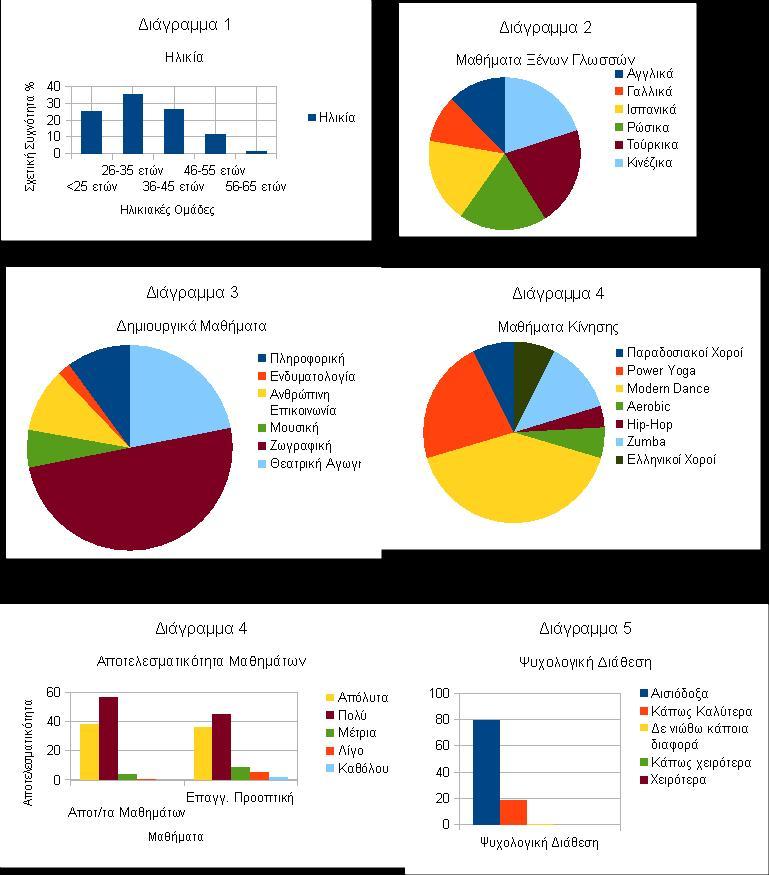 Διάγραμμα 1
Ηλικία
Σχετική Συχνότητα %
40
30
20
10
0
<25 ετών
26-35 ετών
36-45 ετών
46-55 ετών
56-65 ετών
Ηλικιακές Ομάδες
Ηλικία
Διάγραμμα 2
Μαθήματα Ξένων Γλωσσών
Αγγλικά
Γαλλικά
Ισπανικά
Ρώσικα
Τούρκικα
Κινέζικα
Διάγραμμα 3
Δημιουργικά Μαθήματα
Πληροφορική
Ενδυματολογία
Ανθρώπινη
Επικοινωνία
Μουσική
Ζωγραφική
Θεατρική Αγωγη
Διάγραμμα 4
Μαθήματα Κίνησης
Παραδοσιακοί Χοροί
Power Yoga
Modern Dance
Aerobic
Hip-Hop
Zumba
Ελληνικοί Χοροί
Διάγραμμα 4
Αποτελεσματικότητα Μαθημάτων
Αποτελεσματικότητα
60
40
20
0
Αποτ/τα Μαθημάτων
Επαγγ. Προοπτική
Μαθήματα
Απόλυτα
Πολύ
Μέτρια
Λίγο
Καθόλου
Διάγραμμα 5
Ψυχολογική Διάθεση
100
80
60
40
20
0
Ψυχολογική Διάθεση
Αισιόδοξα
Κάπως Καλύτερα
Δε νιώθω κάποια
διαφορά
Κάπως χειρότερα
Χειρότερα